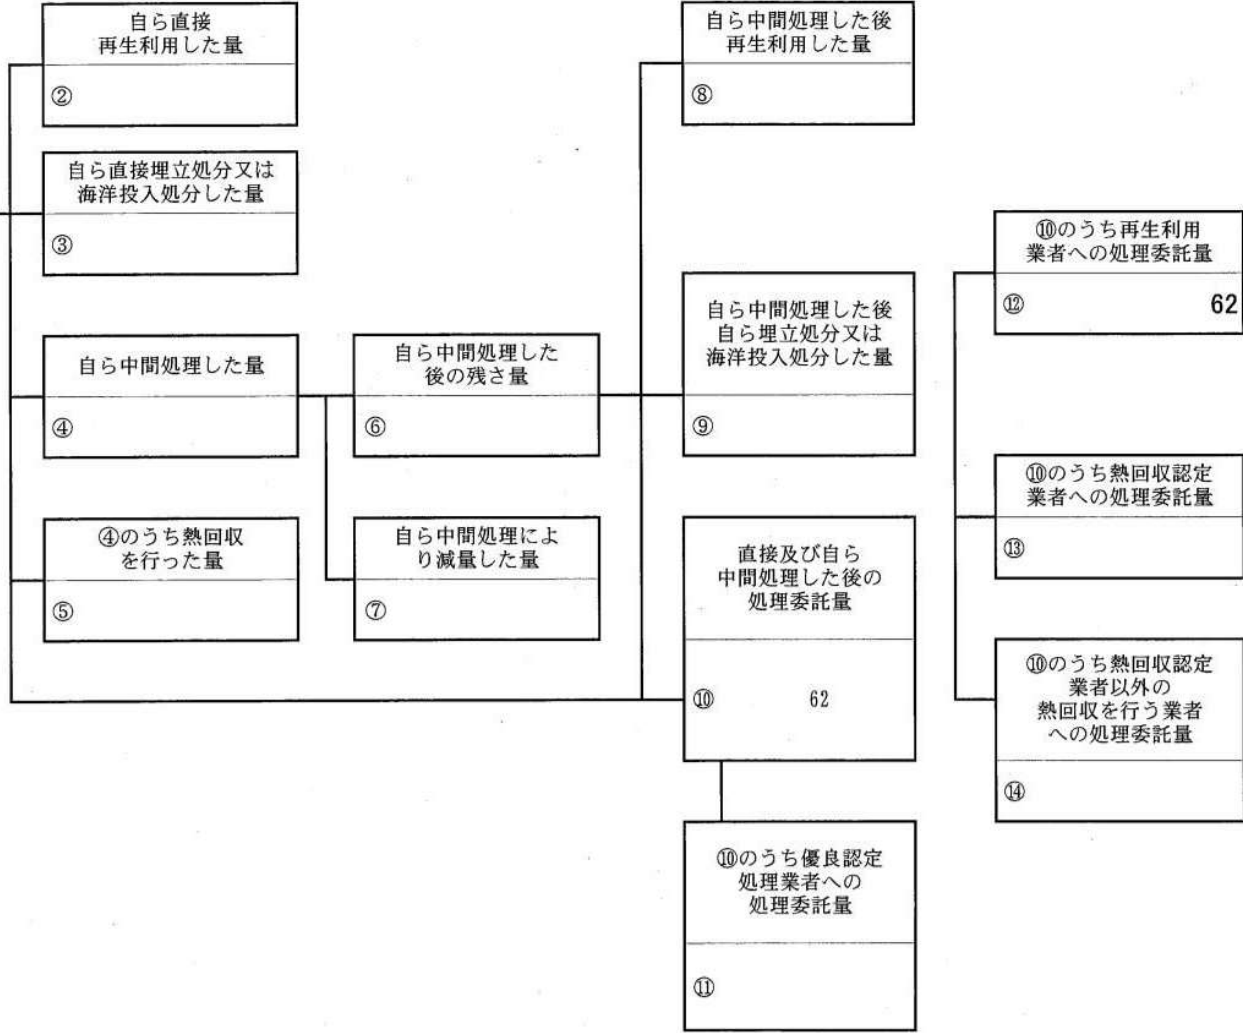 自ら直接
再生利用した量
②
自ら直接埋立処分又は
海洋投入処分した量
③
自ら中間処理した量
④
④のうち熱回収
を行った量
⑤
自ら中間処理した
後の残さ量
⑥
自ら中間処理によ
り減量した量
⑦
自ら中間処理した後
再生利用した量
⑧
自ら中間処理した後
自ら埋立処分又は
海洋投入処分した量
⑨
直接及び自ら
中間処理した後の
処理委託量
⑩ 62
⑩のうち優良認定
処理業者への
処理委託量
⑪
⑩のうち再生利用
業者への処理委託量
⑫ 62
⑩のうち熱回収認定
業者への処理委託量
⑬
⑩のうち熱回収認定
業者以外の
熱回収を行う業者
への処理委託量
⑭